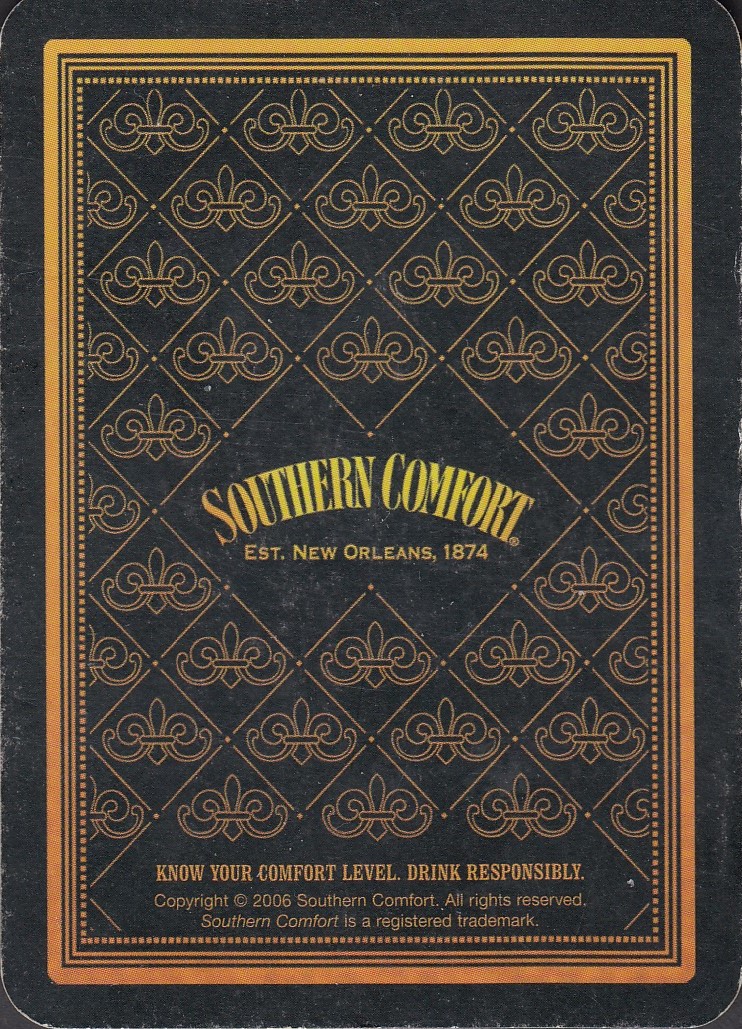 SOUTHERN COMFORT®
EST. NEW ORLEANS, 1874
KNOW YOUR COMFORT LEVEL. DRINK RESPONSIBLY.
Copyright © 2006 Southern Comfort. All rights reserved.
Southern Comfort is a registered trademark.